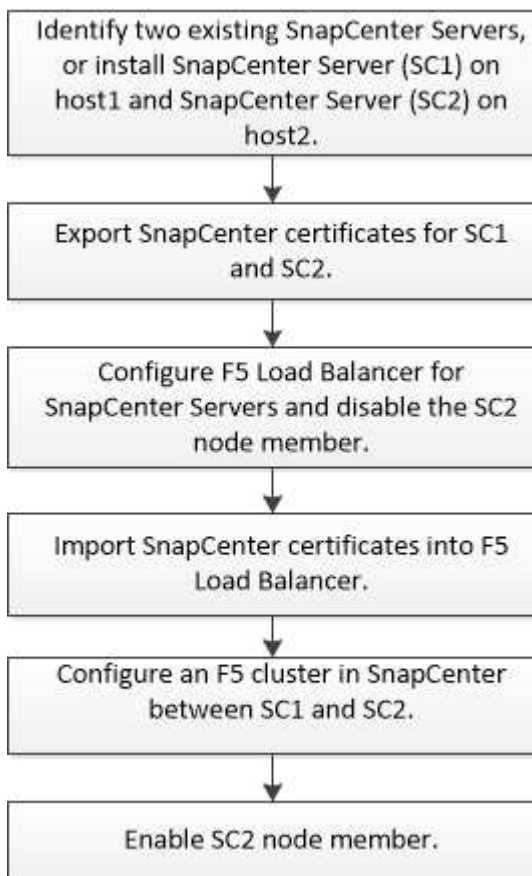 Identify two existing SnapCenter Servers,
or install SnapCenter Server (SC1) on
host1 and SnapCenter Server (SC2) on
host2.
Export SnapCenter certificates for SC1
and SC2.
Configure F5 Load Balancer for
SnapCenter Servers and disable the SC2
node member.
Import SnapCenter certificates into F5
Load Balancer.
Configure an F5 cluster in SnapCenter
between SC1 and SC2.
Enable SC2 node member.